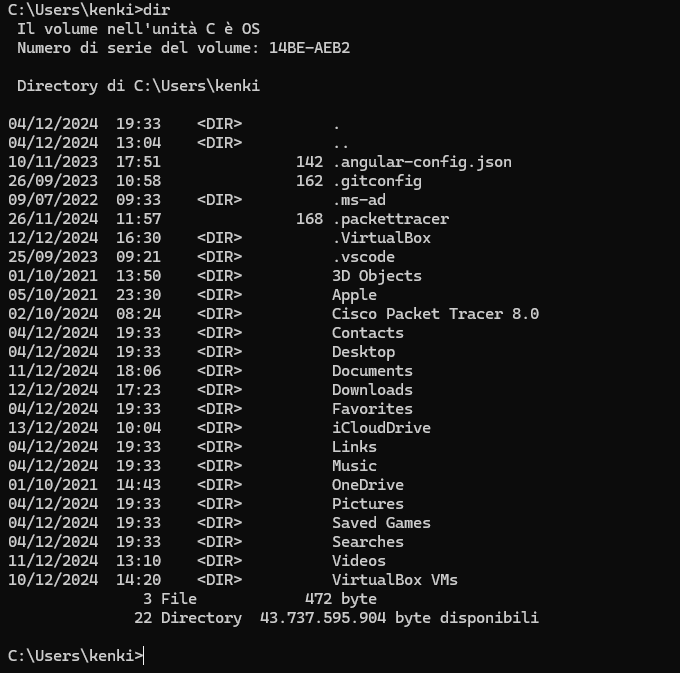 C:\Users\kenki>dir
 Il volume nell'unità C è OS
 Numero di serie del volume: 14BE-AEB2

 Directory di C:\Users\kenki

04/12/2024  19:33    <DIR>          .
04/12/2024  13:04    <DIR>          ..
10/11/2023  17:51               142 .angular-config.json
26/09/2023  10:58               162 .gitconfig
09/07/2022  09:33    <DIR>          .ms-ad
26/11/2024  11:57               168 .packettracer
12/12/2024  16:30    <DIR>          .VirtualBox
25/09/2023  09:21    <DIR>          .vscode
01/10/2021  13:50    <DIR>          3D Objects
05/10/2021  23:30    <DIR>          Apple
02/10/2024  08:24    <DIR>          Cisco Packet Tracer 8.0
04/12/2024  19:33    <DIR>          Contacts
04/12/2024  19:33    <DIR>          Desktop
11/12/2024  18:06    <DIR>          Documents
12/12/2024  17:23    <DIR>          Downloads
04/12/2024  19:33    <DIR>          Favorites
13/12/2024  10:04    <DIR>          iCloudDrive
04/12/2024  19:33    <DIR>          Links
04/12/2024  19:33    <DIR>          Music
01/10/2021  14:43    <DIR>          OneDrive
04/12/2024  19:33    <DIR>          Pictures
04/12/2024  19:33    <DIR>          Saved Games
04/12/2024  19:33    <DIR>          Searches
11/12/2024  13:10    <DIR>          Videos
10/12/2024  14:20    <DIR>          VirtualBox VMs
               3 File            472 byte
              22 Directory  43.737.595.904 byte disponibili

C:\Users\kenki>